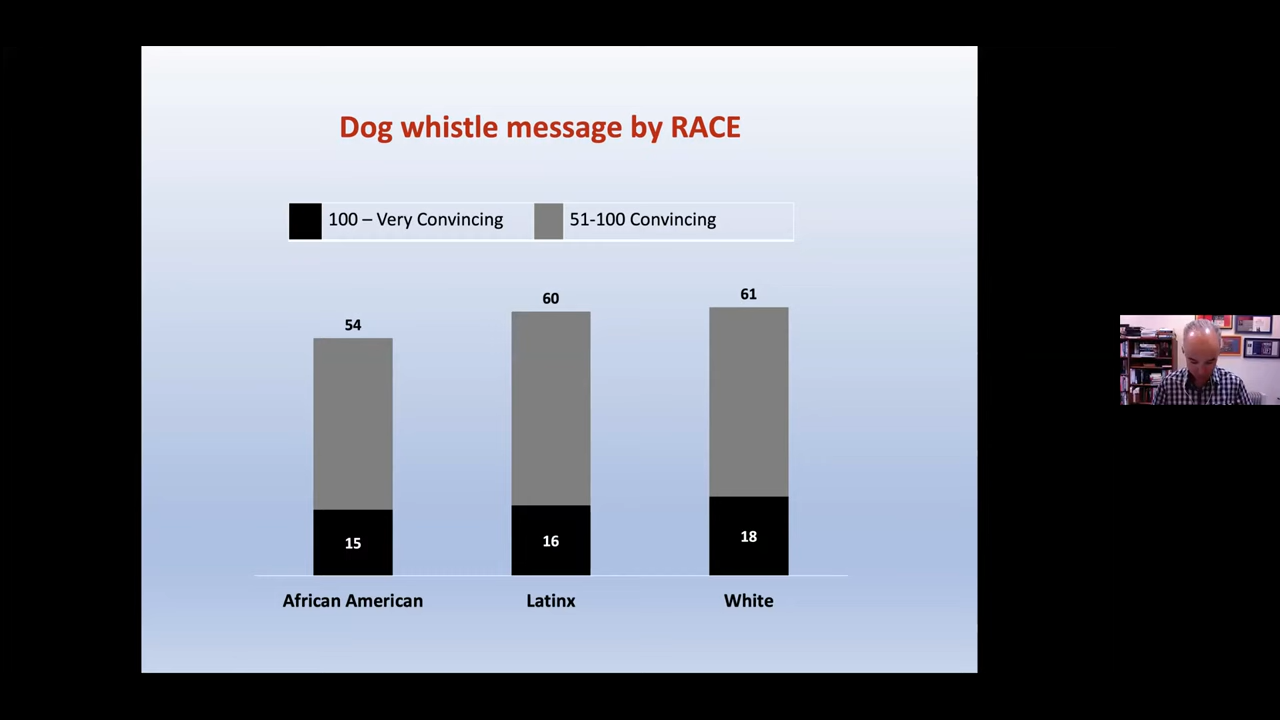 Dog whistle message by RACE
100 – Very Convincing 51-100 Convincing
54 60 61
15 16 18
African American Latinx White